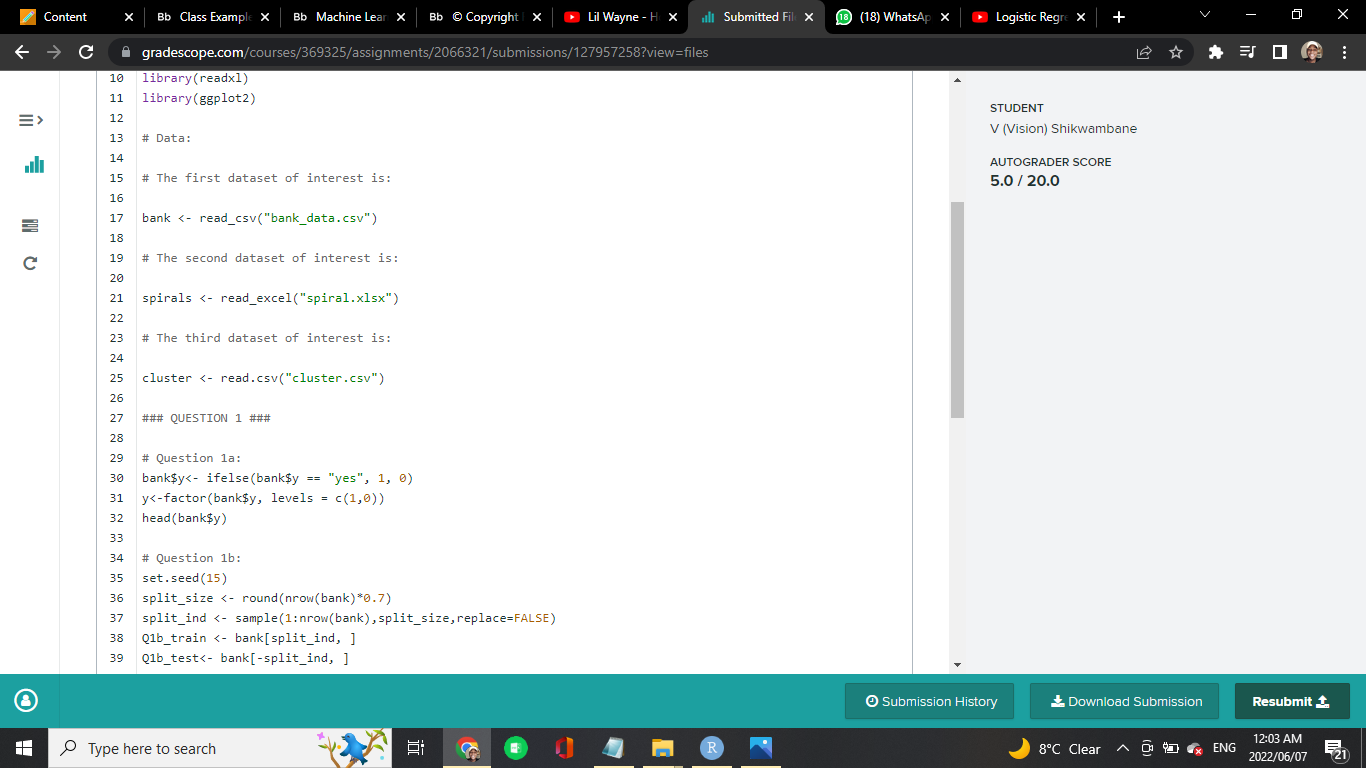 Content
Bb Class Example
Bb Machine Lear
Bb © Copyright
Lil Wayne - H
Submitted Fil
18 (18) WhatsAp
Logistic Regre
gradescope.com/courses/369325/assignments/2066321/submissions/127957258?view=files
10 library(readxl)
11 library(ggplot2)
12
13 # Data:
14
15 # The first dataset of interest is:
16
17 bank <- read_csv("bank_data.csv")
18
19 # The second dataset of interest is:
20
21 spirals <- read_excel("spiral.xlsx")
22
23 # The third dataset of interest is:
24
25 cluster <- read.csv("cluster.csv")
26
27 ### QUESTION 1 ###
28
29 # Question 1a:
30 bank$y<- ifelse(bank$y == "yes", 1, 0)
31 y<-factor(bank$y, levels = c(1,0))
32 head(bank$y)
33
34 # Question 1b:
35 set.seed(15)
36 split_size <- round(nrow(bank)*0.7)
37 split_ind <- sample(1:nrow(bank),split_size,replace=FALSE)
38 Q1b_train <- bank[split_ind, ]
39 Q1b_test<- bank[-split_ind, ]
STUDENT
V (Vision) Shikwambane
AUTOGRADER SCORE
5.0 / 20.0
Submission History
Download Submission
Resubmit
Type here to search
R
8°C Clear
ENG
12:03 AM
2022/06/07
21